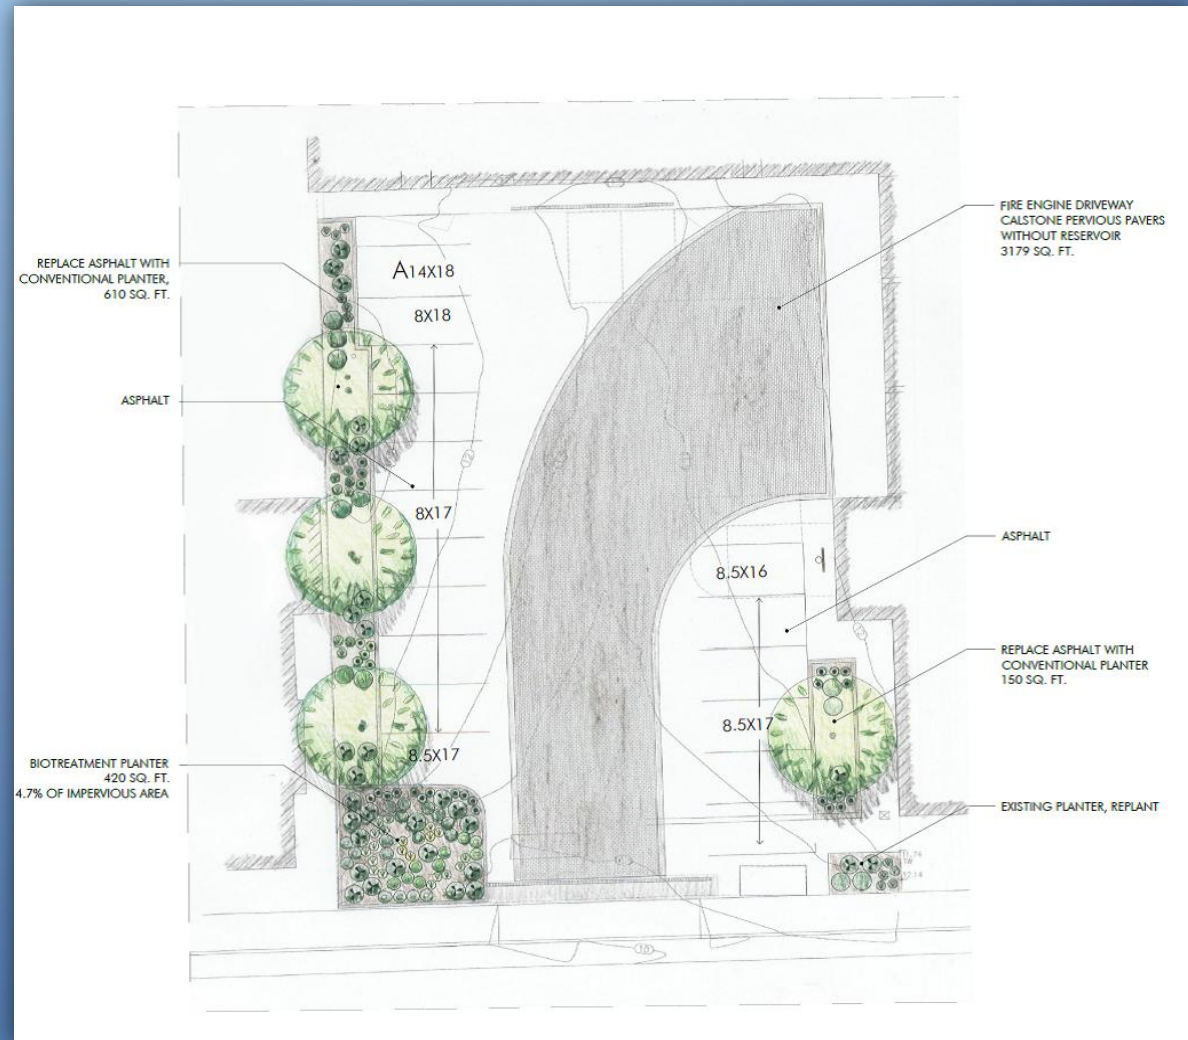 FIRE ENGINE DRIVEWAY
CALSTONE PERVIOUS PAVERS
WITHOUT RESERVOIR
3179 SQ. FT.
REPLACE ASPHALT WITH
CONVENTIONAL PLANTER,
610 SQ. FT.
A14X18
8X18
ASPHALT
12
8X17
ASPHALT
8.5X16
REPLACE ASPHALT WITH
CONVENTIONAL PLANTER
150 SQ. FT.
8.5X17
8.5X17
BIOTREATMENT PLANTER
420 SQ. FT.
4.7% OF IMPERVIOUS AREA
EXISTING PLANTER, REPLANT
10